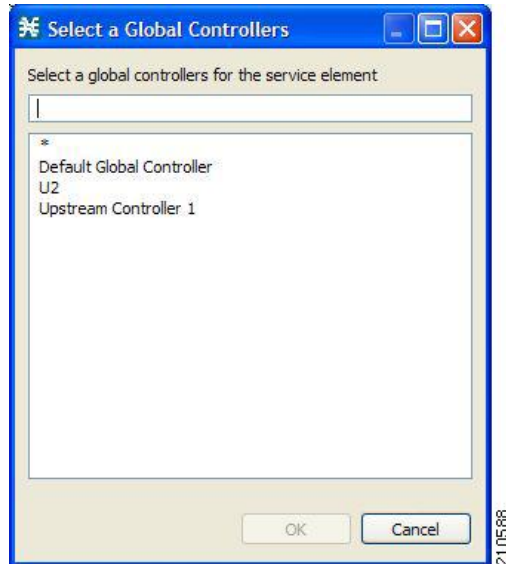 Select a Global Controllers
Select a global controllers for the service element
*
Default Global Controller
U2
Upstream Controller 1
OK
Cancel
210588